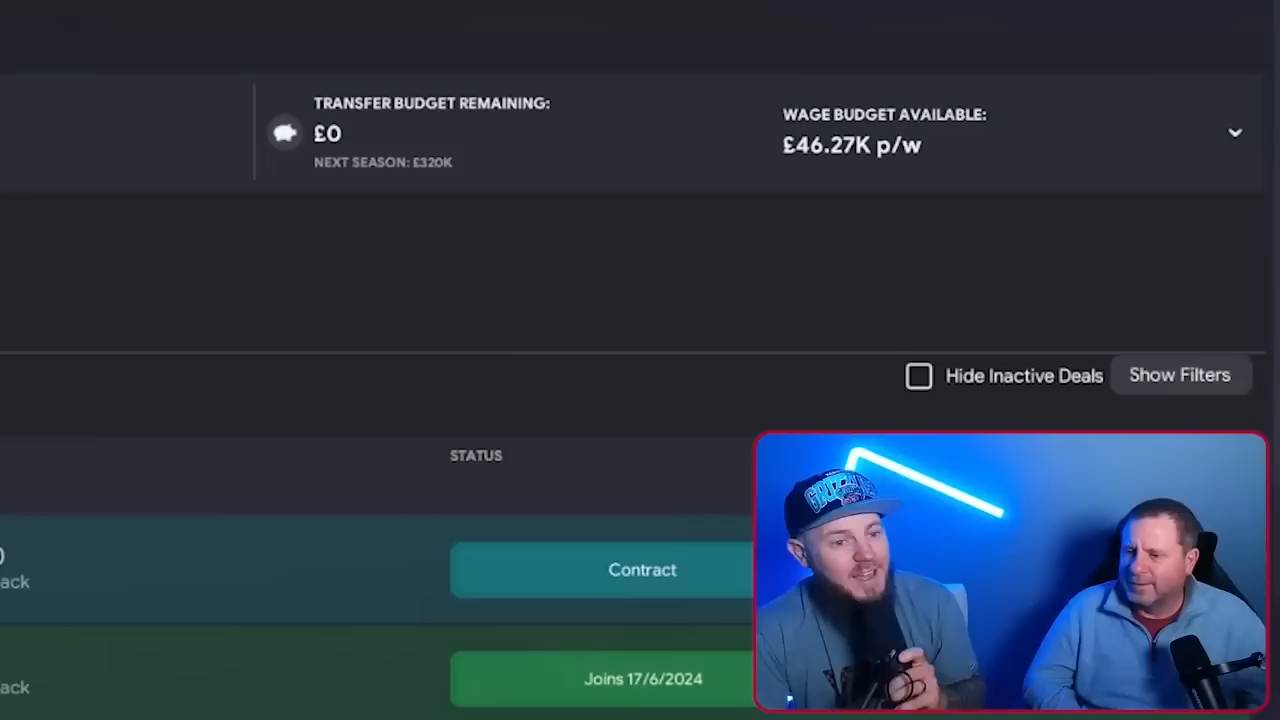 TRANSFER BUDGET REMAINING:
£0
NEXT SEASON: £320K
WAGE BUDGET AVAILABLE:
£46.27K p/w
Hide Inactive Deals
Show Filters
STATUS
)
ack
Contract
ack
Joins 17/6/2024